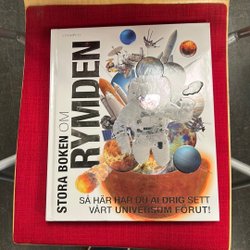 STORA BOKEN OM
RYMDEN
SÅ HÄR HAR DU ALDRIG SETT
VÅRT UNIVERSUM FÖRUT!